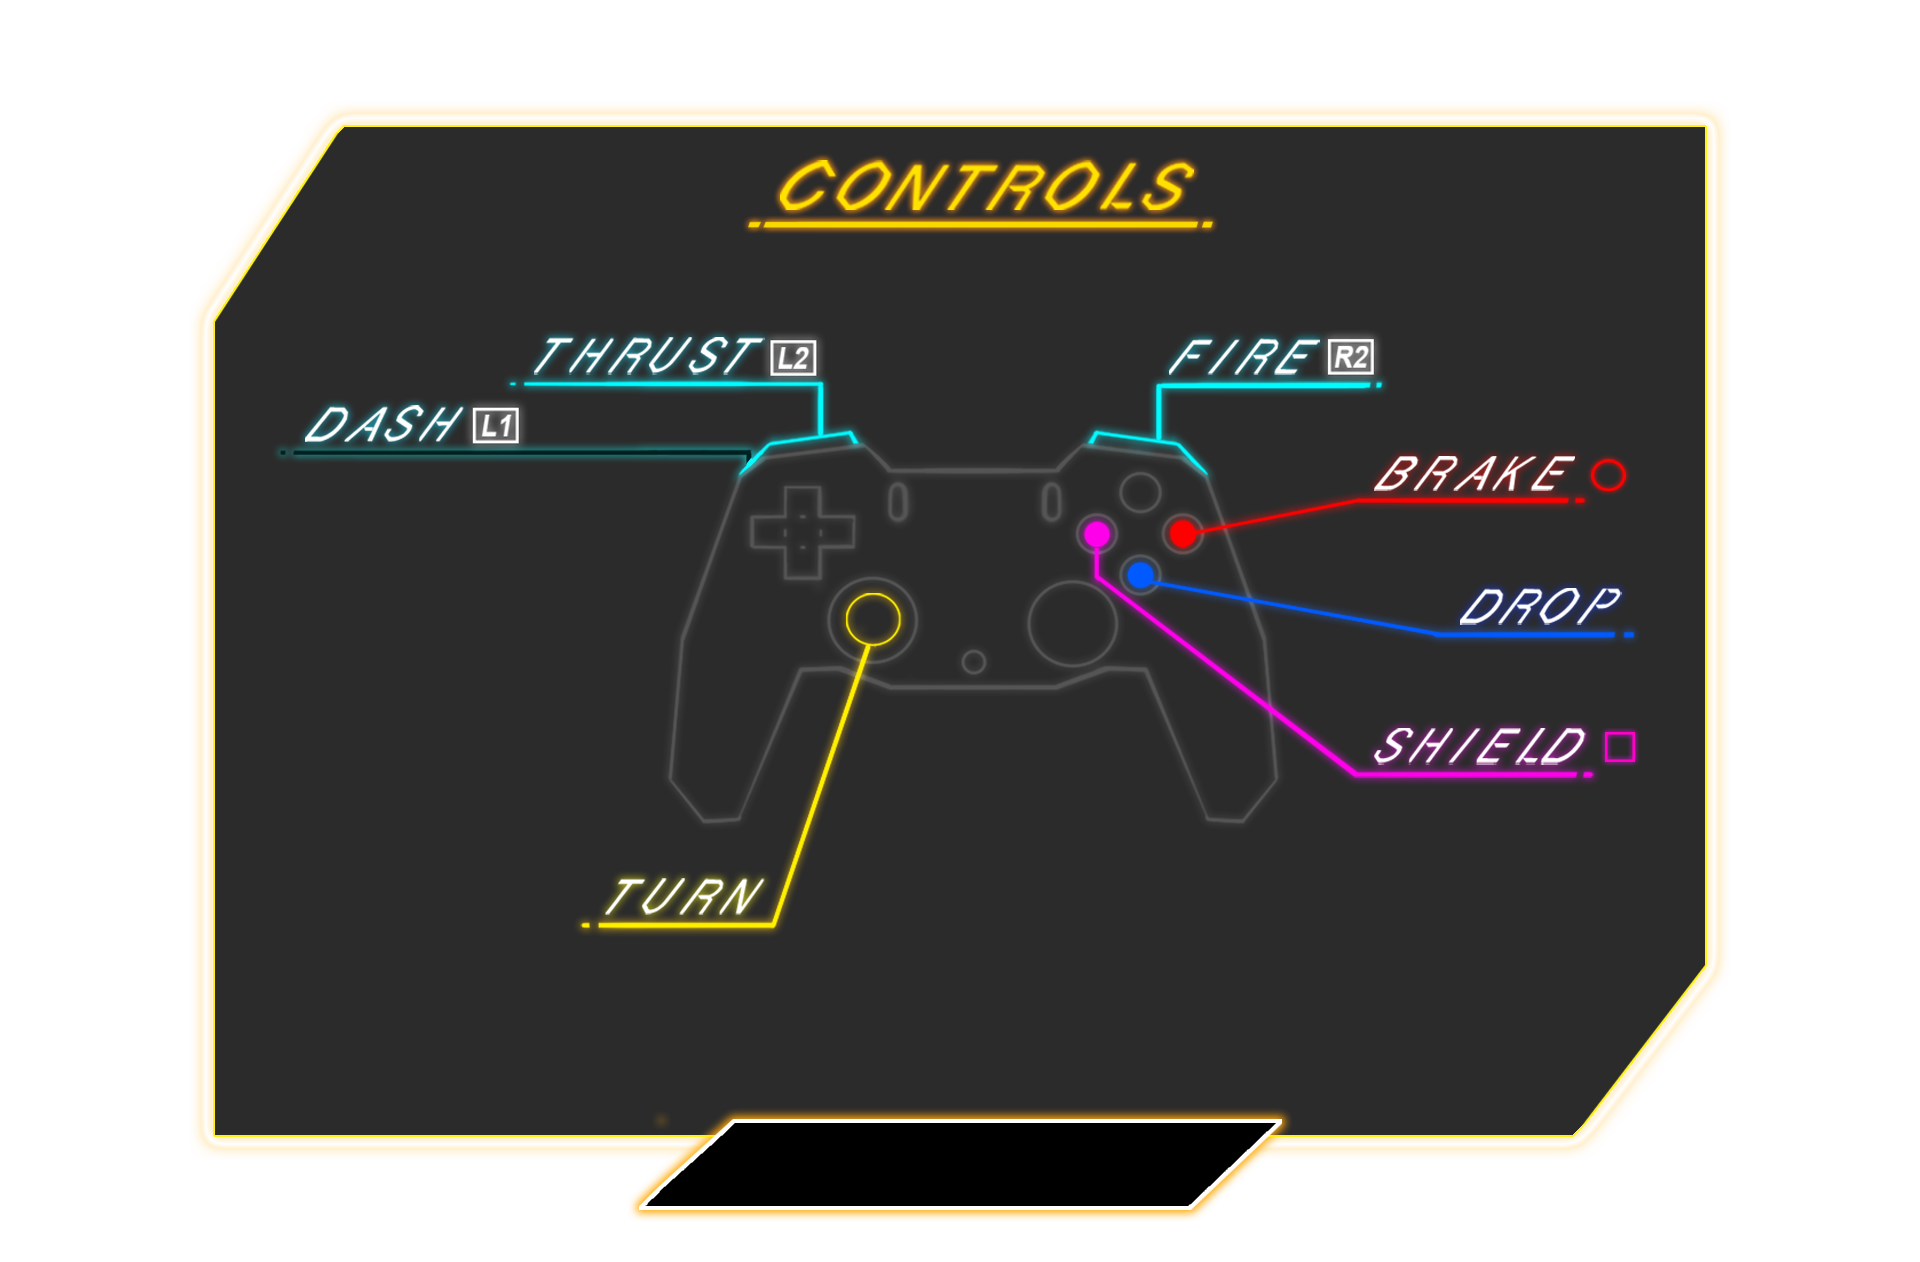 CONTROLS
THRUST L2
FIRE R2
DASH L1
BRAKE
DROP
SHIELD
TURN